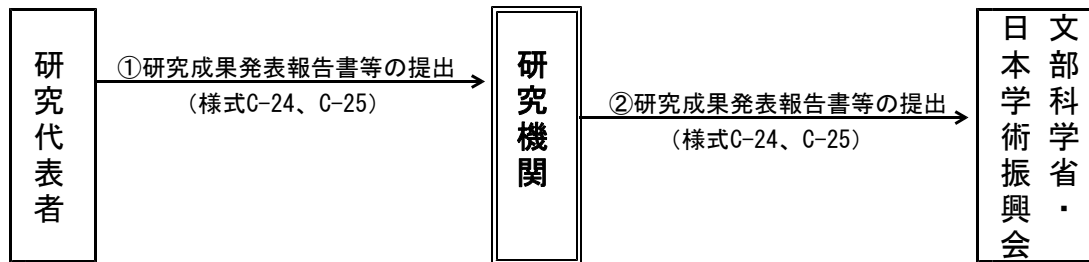 研究代表者
①研究成果発表報告書等の提出
(様式C-24、C-25)
研究機関
②研究成果発表報告書等の提出
(様式C-24、C-25)
文部科学省・
日本学術振興会